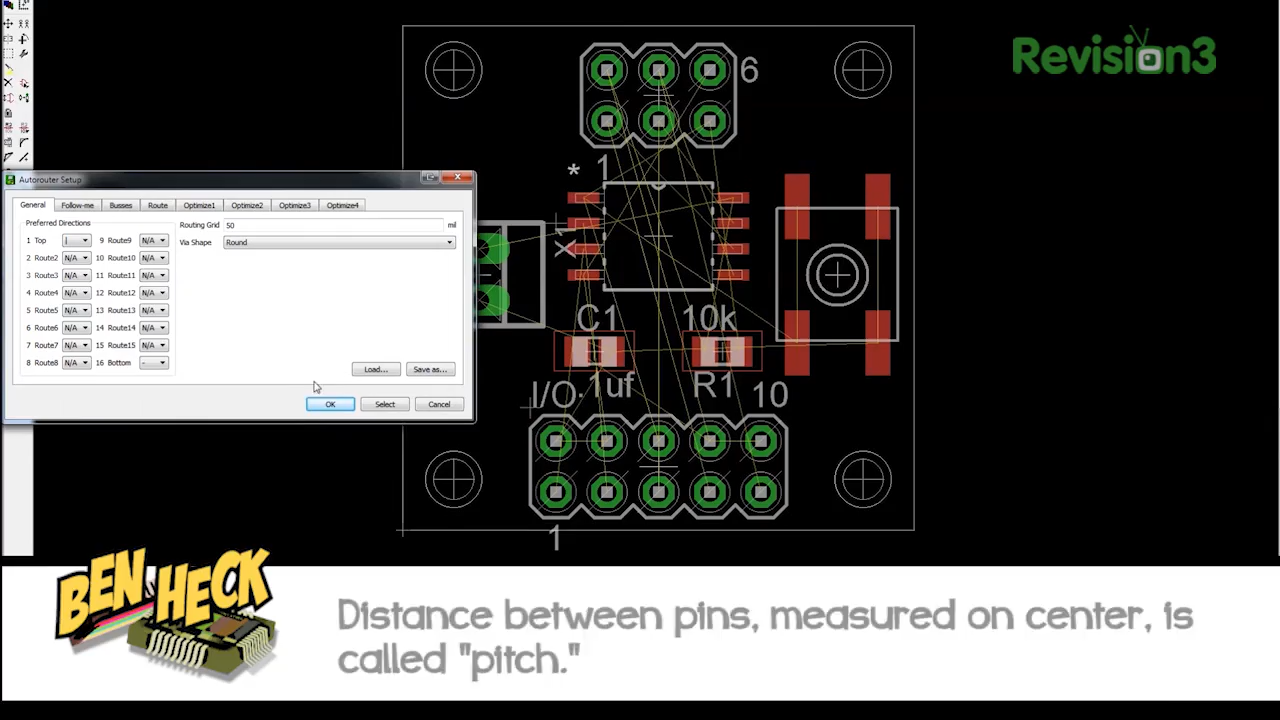 Revision3
6
* 1
Autorouter Setup
General Follow-me Busses Route Optimize1 Optimize2 Optimize3 Optimize4
Preferred Directions
Routing Grid 50 mil
1 Top | 9 Route9 N/A
Via Shape Round
2 Route2 N/A 10 Route10 N/A
3 Route3 N/A 11 Route11 N/A
4 Route4 N/A 12 Route12 N/A
5 Route5 N/A 13 Route13 N/A
6 Route6 N/A 14 Route14 N/A
7 Route7 N/A 15 Route15 N/A
8 Route8 N/A 16 Bottom -
Load... Save as...
OK Select Cancel
X1
C1 10k
.1uf R1
I/O 10
1
BEN HECK
Distance between pins, measured on center, is
called "pitch."